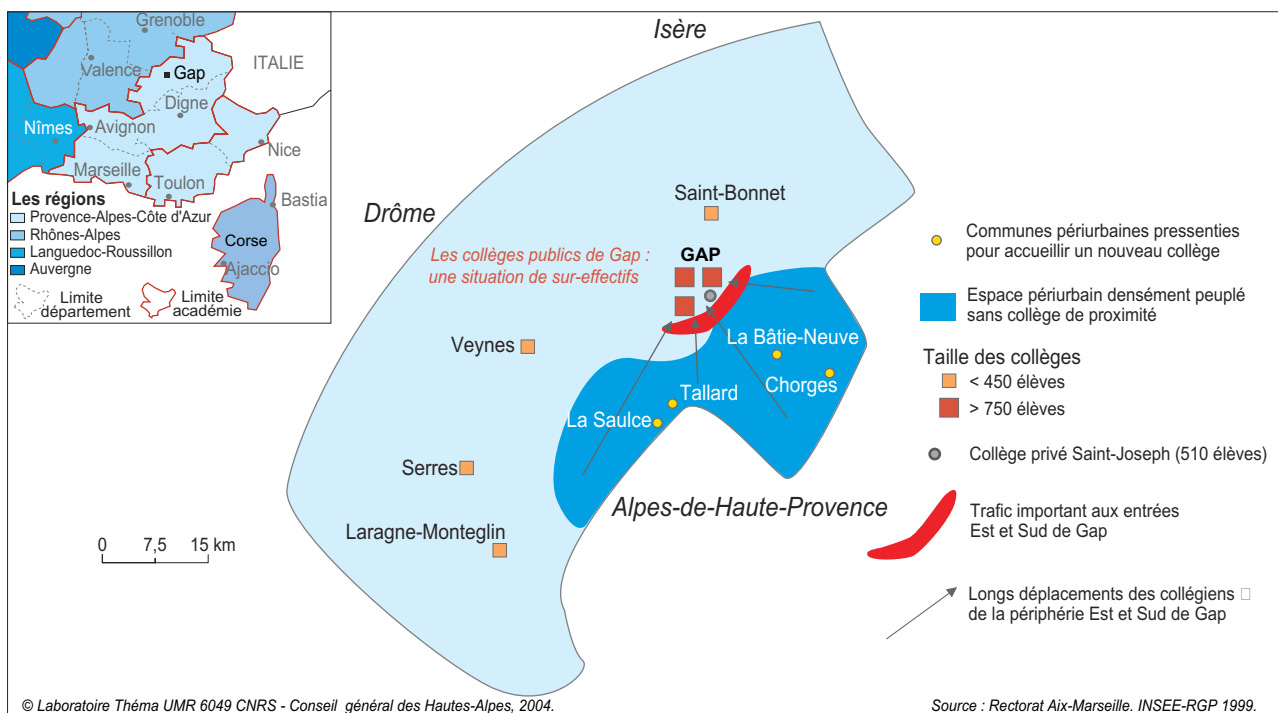 Grenoble
Valence
Gap
ITALIE
Digne
Nîmes
Avignon
Nice
Marseille
Toulon
Bastia
Les régions
Provence-Alpes-Côte d'Azur
Rhônes-Alpes
Languedoc-Roussillon
Auvergne
Corse
Ajaccio
Limite
département
Limite
académie
Isère
Drôme
Saint-Bonnet
Les collèges publics de Gap :
une situation de sur-effectifs
GAP
Veynes
La Bâtie-Neuve
Chorges
Tallard
La Saulce
Serres
Laragne-Monteglin
Alpes-de-Haute-Provence
0 7,5 15 km
Communes périurbaines pressenties
pour accueillir un nouveau collège
Espace périurbain densément peuplé
sans collège de proximité
Taille des collèges
< 450 élèves
> 750 élèves
Collège privé Saint-Joseph (510 élèves)
Trafic important aux entrées
Est et Sud de Gap
Longs déplacements des collégiens
de la périphérie Est et Sud de Gap
© Laboratoire Théma UMR 6049 CNRS - Conseil général des Hautes-Alpes, 2004.
Source : Rectorat Aix-Marseille. INSEE-RGP 1999.